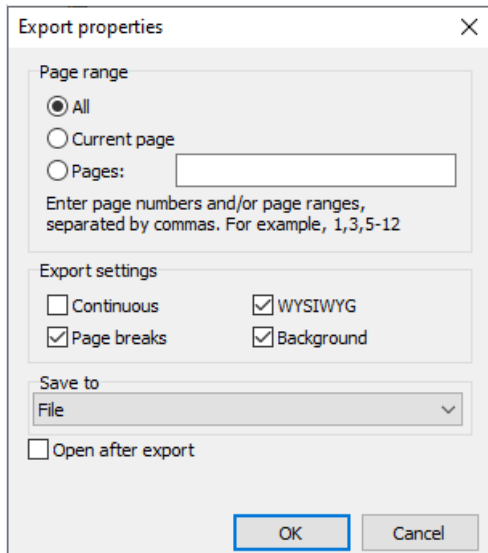 Export properties
Page range
All
Current page
Pages:
Enter page numbers and/or page ranges,
separated by commas. For example, 1,3,5-12
Export settings
Continuous
WYSIWYG
Page breaks
Background
Save to
File
Open after export
OK
Cancel